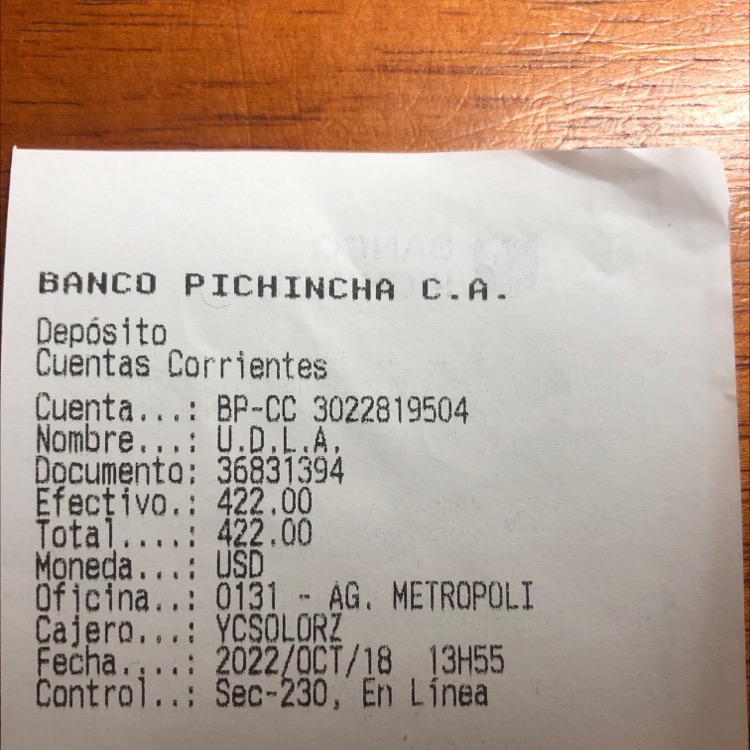 BANCO PICHINCHA C.A.
Depósito
Cuentas Corrientes
Cuenta...: BP-CC 3022819504
Nombre...: U.D.L.A.
Documento: 36831394
Efectivo.: 422.00
Total....: 422.00
Moneda...: USD
Oficina..: 0131 - AG. METROPOLI
Cajero...: YCSOLORZ
Fecha....: 2022/OCT/18 13H55
Control..: Sec-230, En Línea